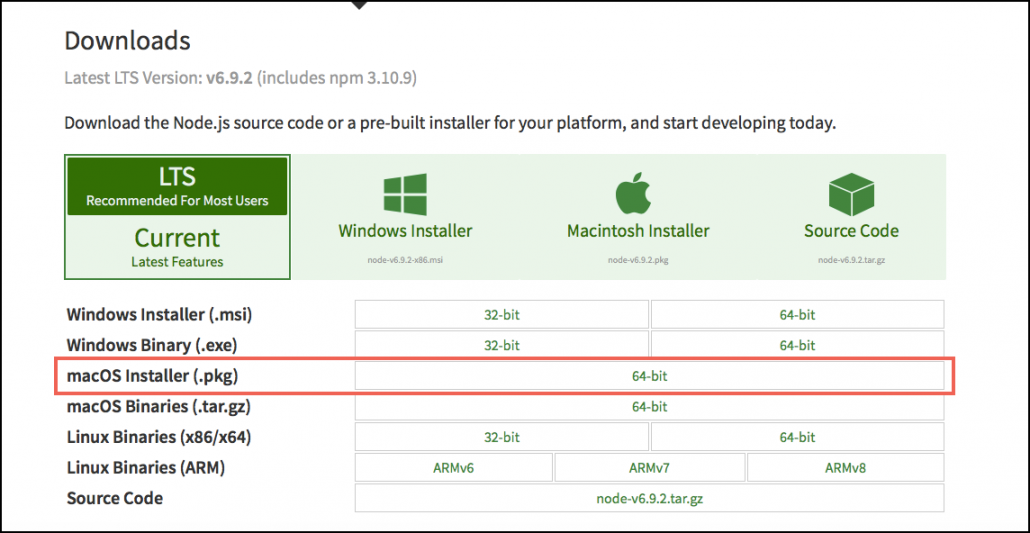 Downloads
Latest LTS Version: v6.9.2 (includes npm 3.10.9)
Download the Node.js source code or a pre-built installer for your platform, and start developing today.
LTS
Recommended For Most Users
Current
Latest Features
Windows Installer
node-v6.9.2-x86.msi
Macintosh Installer
node-v6.9.2.pkg
Source Code
node-v6.9.2.tar.gz
Windows Installer (.msi) 32-bit 64-bit
Windows Binary (.exe) 32-bit 64-bit
macOS Installer (.pkg) 64-bit
macOS Binaries (.tar.gz) 64-bit
Linux Binaries (x86/x64) 32-bit 64-bit
Linux Binaries (ARM) ARMv6 ARMv7 ARMv8
Source Code node-v6.9.2.tar.gz